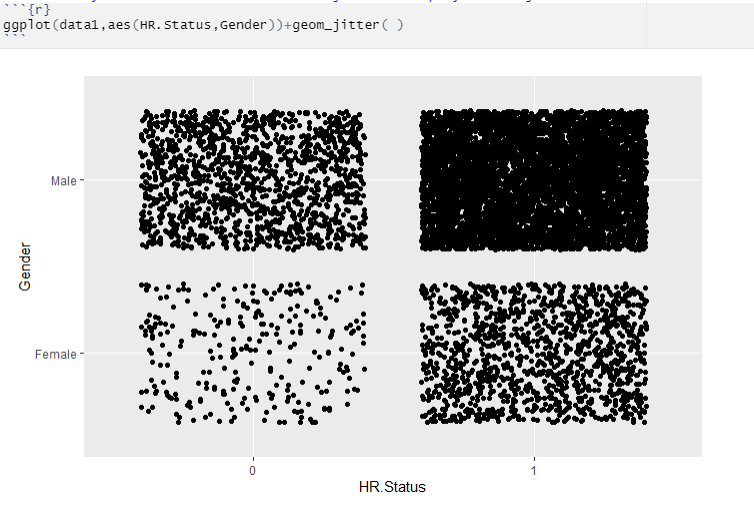 ```{r}
ggplot(data1,aes(HR.Status,Gender))+geom_jitter( )
```
Male
Gender
Female
0 1
HR.Status